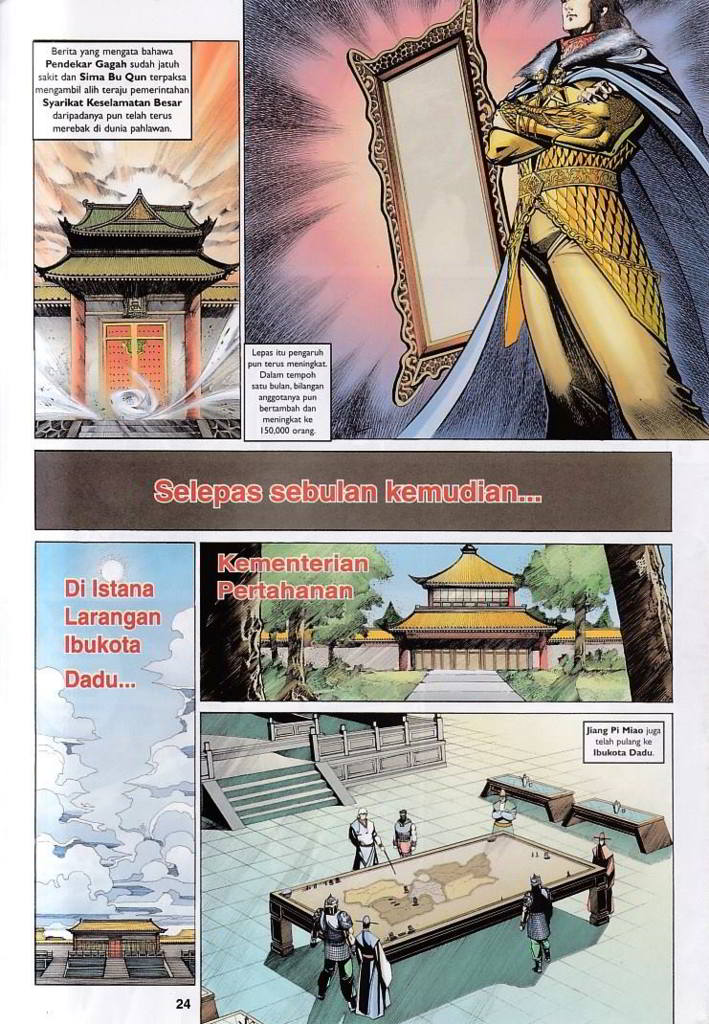 Berita yang mengata bahawa
Pendekar Gagah sudah jatuh
sakit dan Sima Bu Qun terpaksa
mengambil alih teraju pemerintahan
Syarikat Keselamatan Besar
daripadanya pun telah terus
merebak di dunia pahlawan.
Lepas itu pengaruh
pun terus meningkat.
Dalam tempoh
satu bulan, bilangan
anggotanya pun
bertambah dan
meningkat ke
150,000 orang.
Selepas sebulan kemudian...
Di Istana
Larangan
Ibukota
Dadu...
Kementerian
Pertahanan
Jiang Pi Miao juga
telah pulang ke
Ibukota Dadu.
24